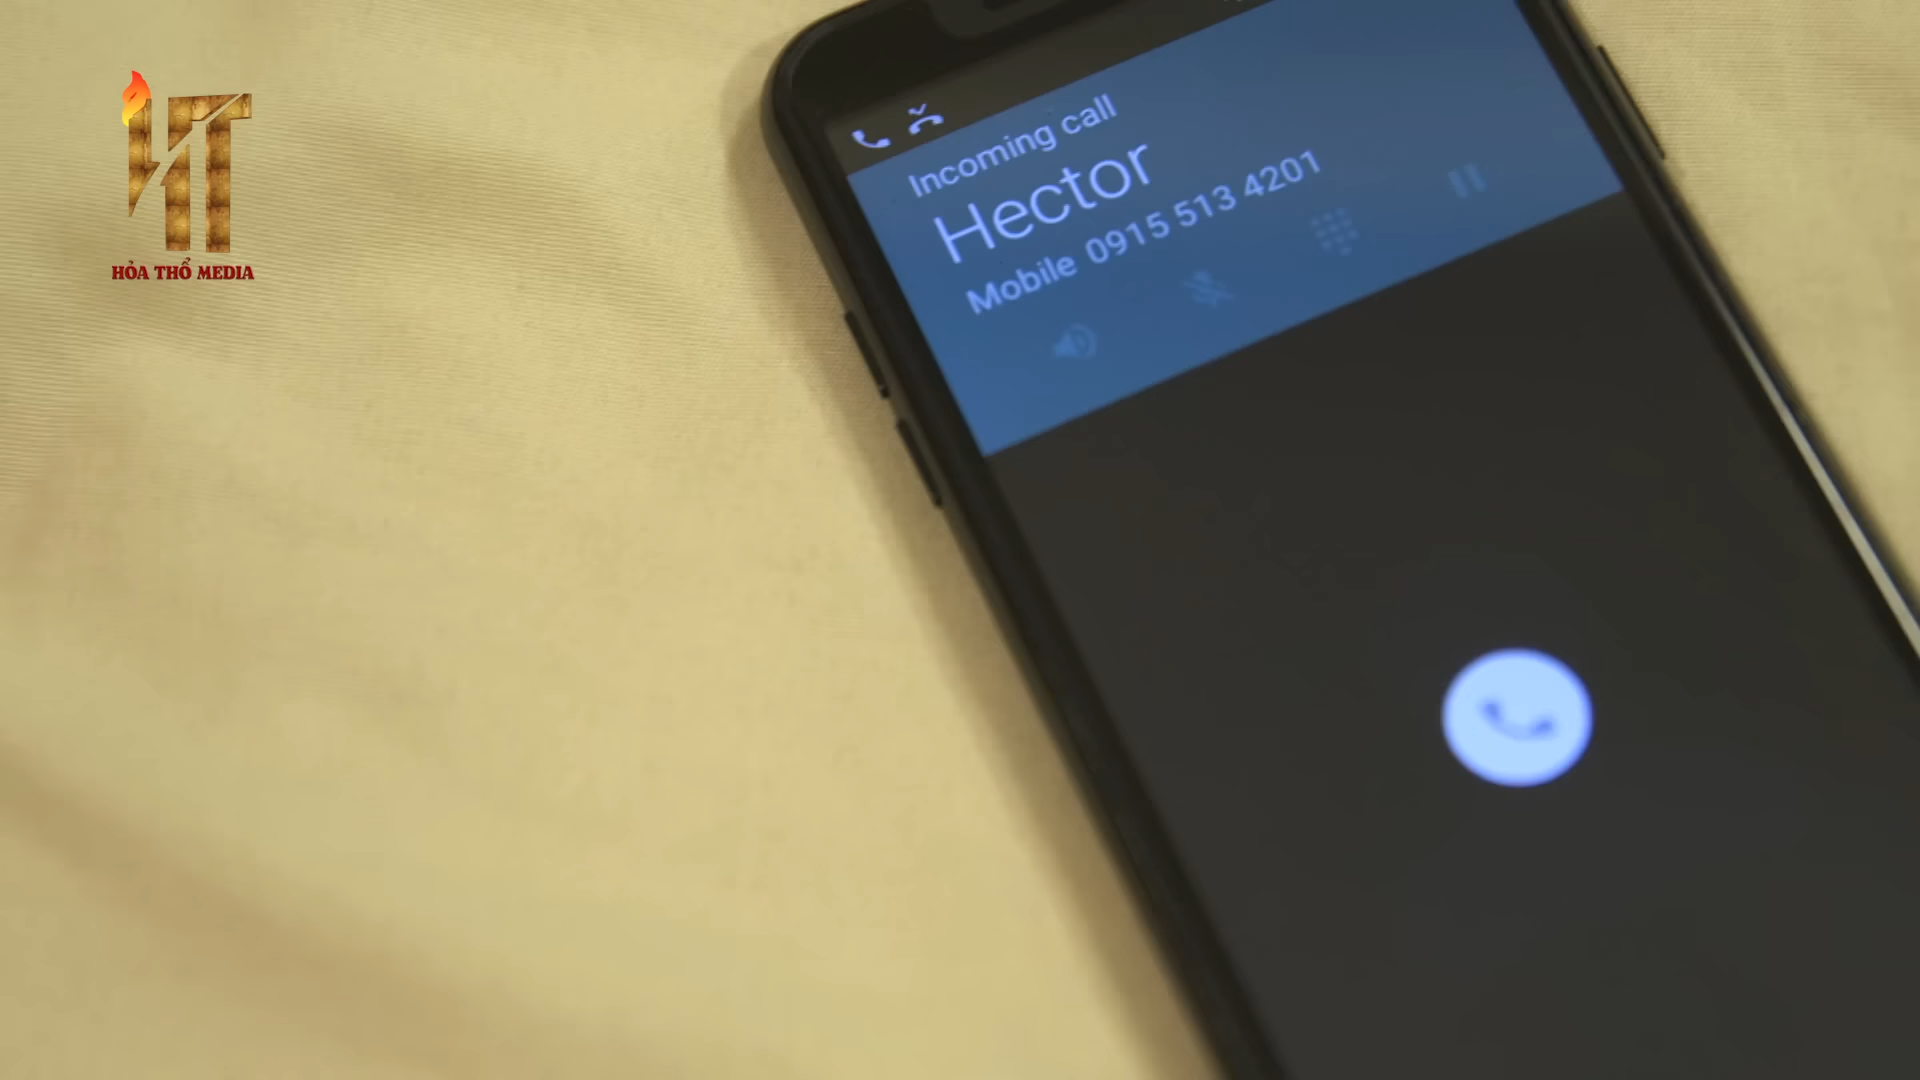 HỎA THỔ MEDIA
Incoming call
Hector
Mobile 0915 513 4201